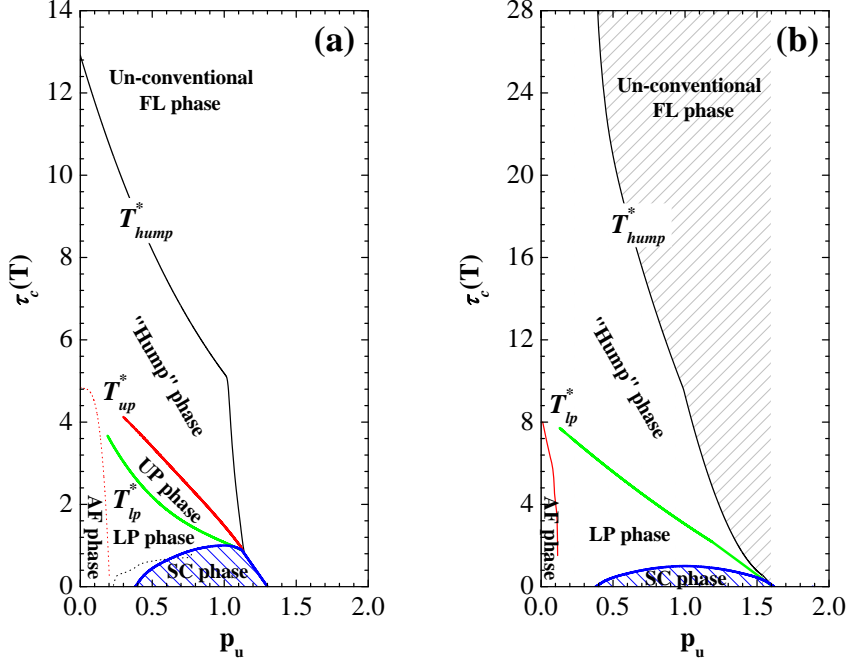 (a)
Un-conventional
FL phase
T*hump
"Hump" phase
T*up
UP phase
T*lp
LP phase
AF phase
SC phase
τc(T)
14
12
10
8
6
4
2
0
0.0 0.5 1.0 1.5 2.0
pu
(b)
Un-conventional
FL phase
T*hump
"Hump" phase
T*lp
LP phase
AF phase
SC phase
τc(T)
28
24
20
16
12
8
4
0
0.0 0.5 1.0 1.5 2.0
pu